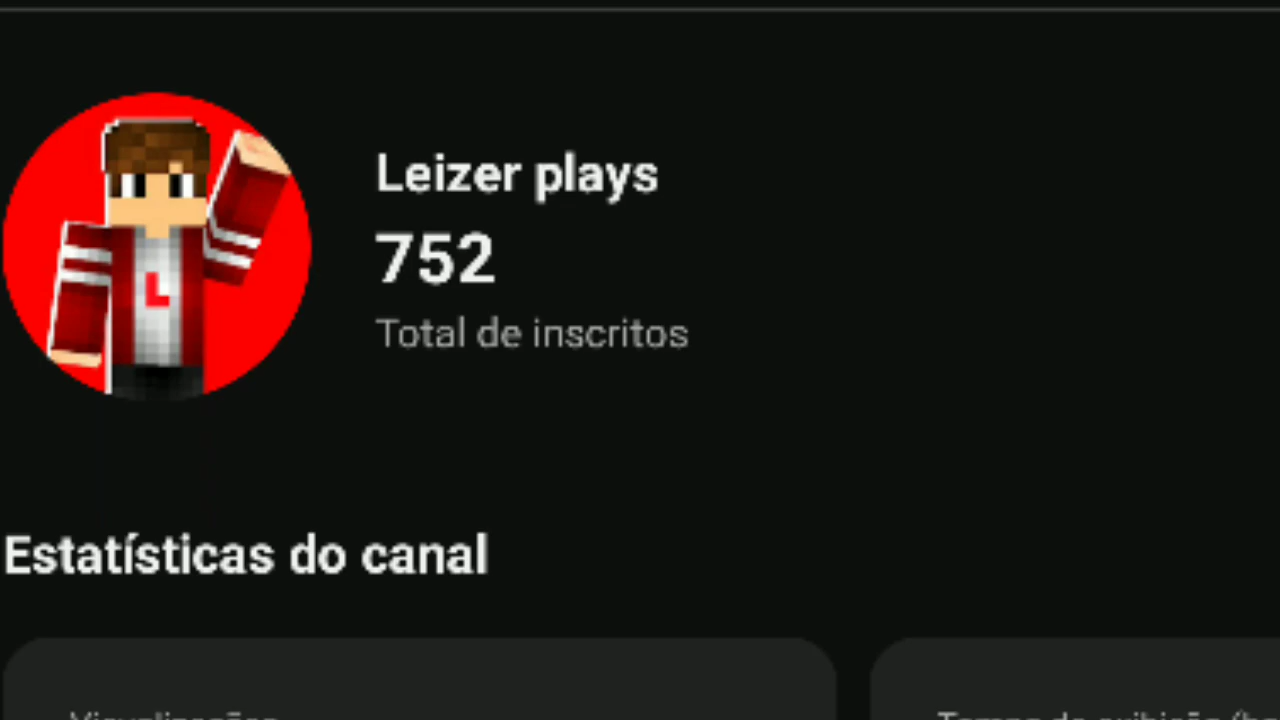 Leizer plays
752
Total de inscritos
Estatísticas do canal